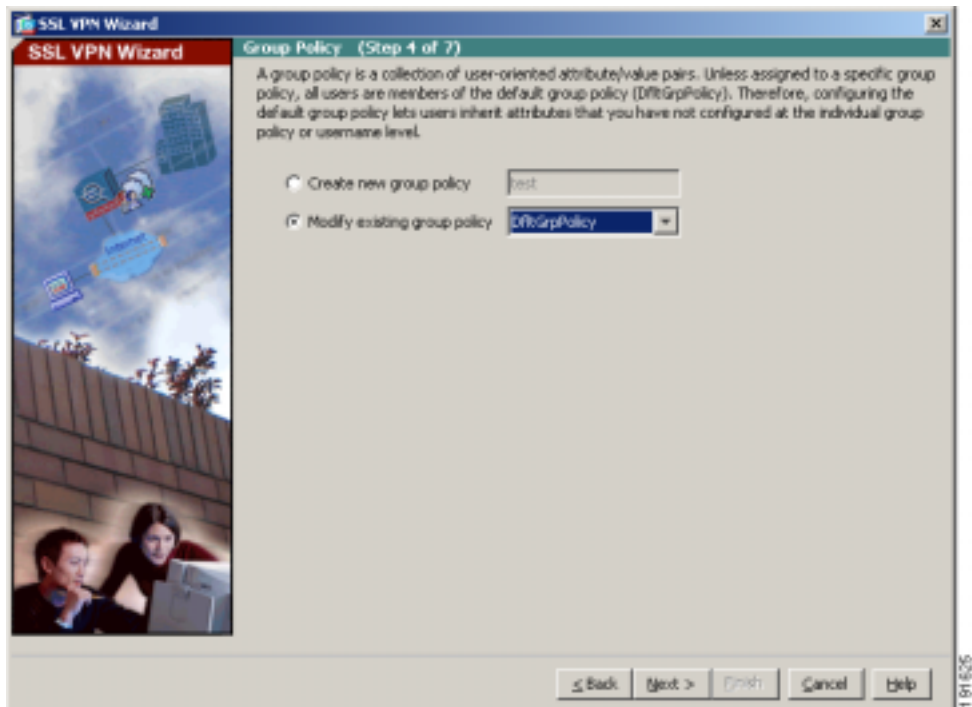 SSL VPN Wizard
SSL VPN Wizard
Group Policy (Step 4 of 7)
A group policy is a collection of user-oriented attribute/value pairs. Unless assigned to a specific group
policy, all users are members of the default group policy (DfltGrpPolicy). Therefore, configuring the
default group policy lets users inherit attributes that you have not configured at the individual group
policy or username level.
Create new group policy
test
Modify existing group policy
DfltGrpPolicy
Internet
< Back
Next >
Finish
Cancel
Help
191625